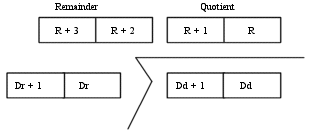 Remainder Quotient
R + 3 R + 2 R + 1 R
Dr + 1 Dr Dd + 1 Dd